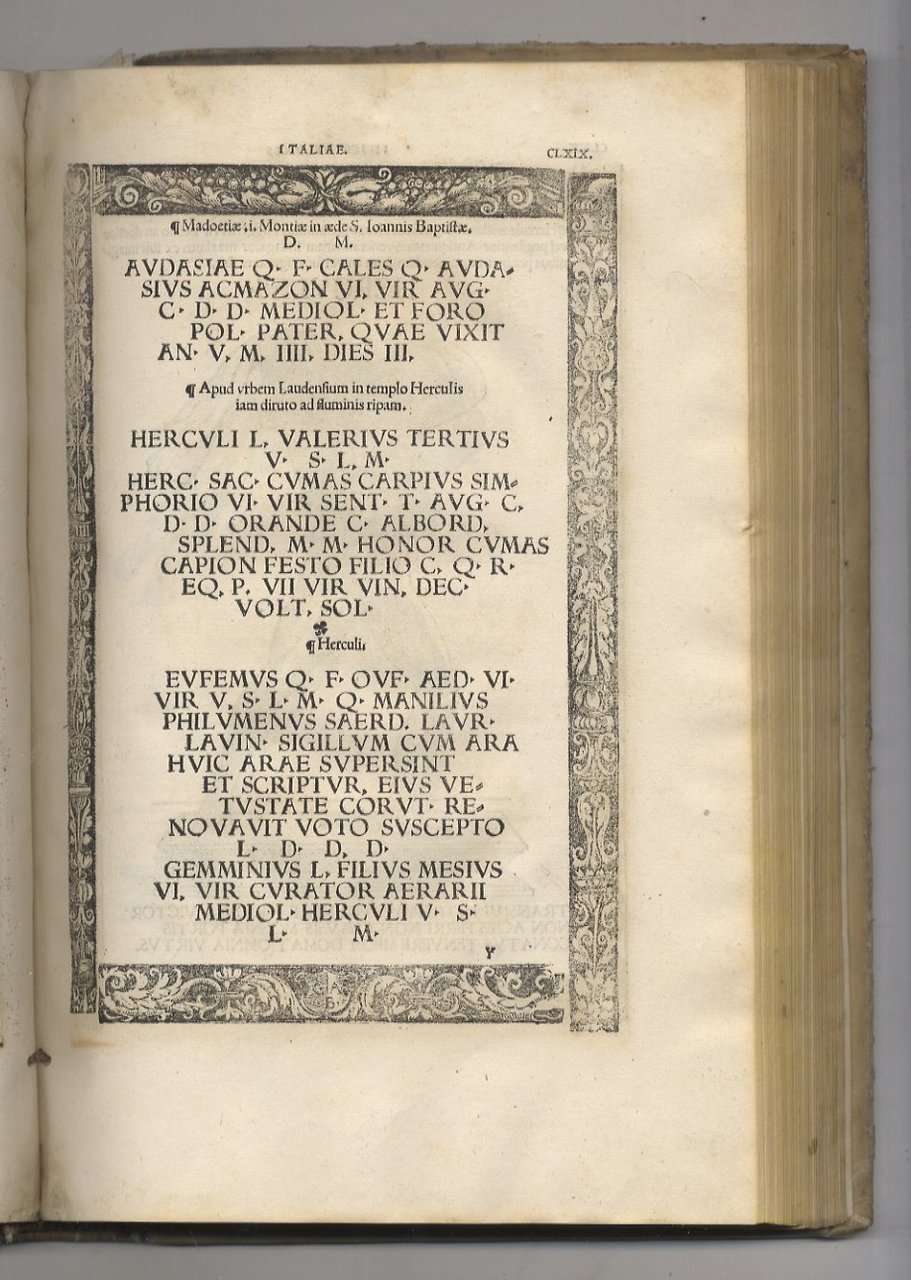 ITALIAE.
CLXIX.
¶ Madoetiæ .i. Montiæ in æde S. Ioannis Baptistæ.
D. M.
AVDASIAE Q· F· CALES Q· AVDA⸗
SIVS ACMAZON VI, VIR AVG·
C· D· D· MEDIOL· ET FORO
POL· PATER, QVAE VIXIT
AN· V, M, IIII, DIES III,
¶ Apud vrbem Laudensium in templo Herculis
iam diruto ad fluminis ripam.
HERCVLI L, VALERIVS TERTIVS
V· S· L, M·
HERC· SAC· CVMAS CARPIVS SIM⸗
PHORIO VI· VIR SENT· T· AVG· C,
D· D· ORANDE C· ALBORD,
SPLEND, M· M· HONOR CVMAS
CAPION FESTO FILIO C, Q· R·
EQ, P, VII VIR VIN, DEC·
VOLT, SOL·
¶ Herculi,
EVFEMVS Q· F· OVF· AED· VI·
VIR V, S· L· M· Q· MANILIVS
PHILVMENVS SAERD. LAVR·
LAVIN· SIGILLVM CVM ARA
HVIC ARAE SVPERSINT
ET SCRIPTVR, EIVS VE⸗
TVSTATE CORVT· RE⸗
NOVAVIT VOTO SVSCEPTO
L· D· D, D·
GEMMINIVS L, FILIVS MESIVS
VI, VIR CVRATOR AERARII
MEDIOL· HERCVLI V· S·
L· M·
Y